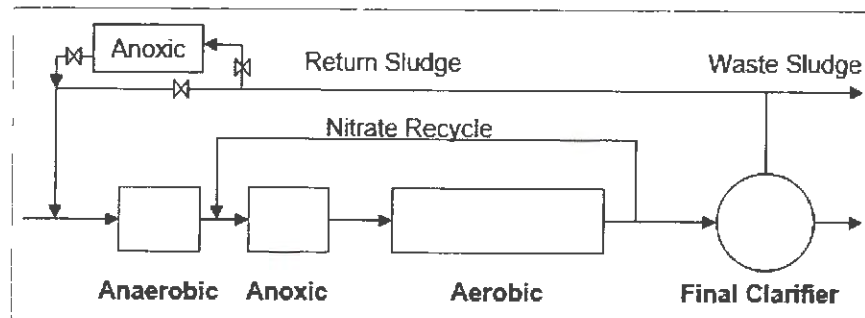 Anoxic
Return Sludge
Waste Sludge
Nitrate Recycle
Anaerobic
Anoxic
Aerobic
Final Clarifier